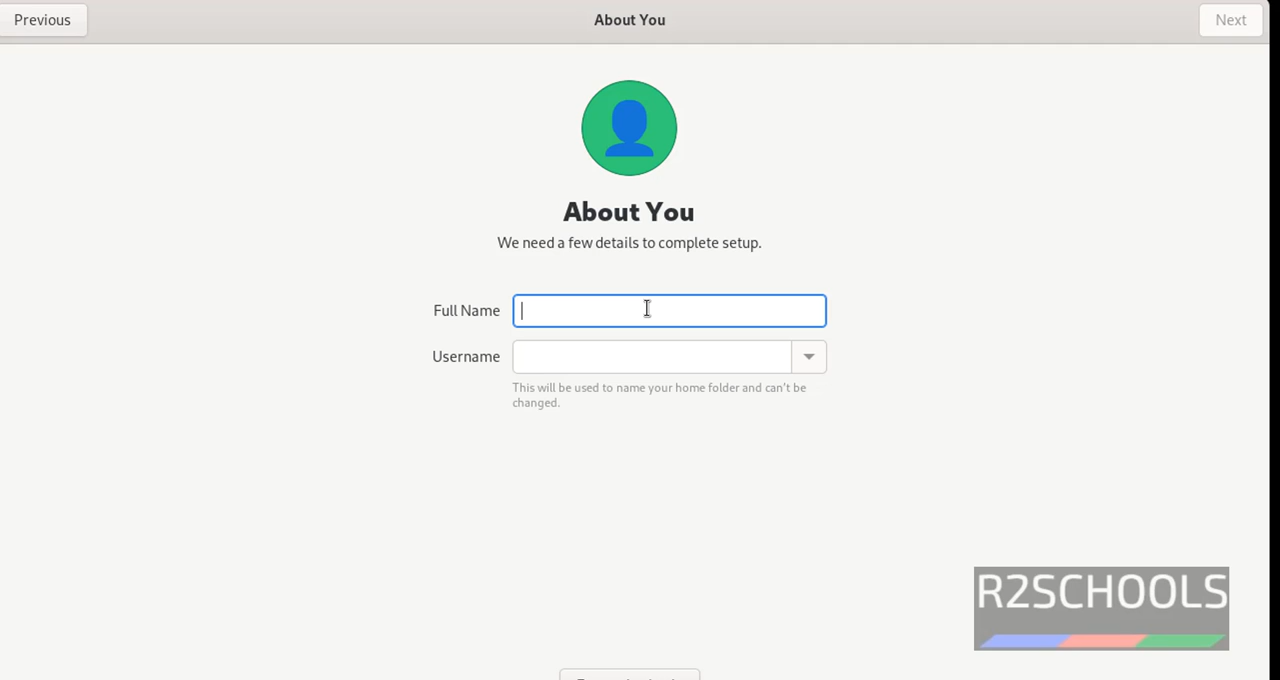 Previous
About You
Next
About You
We need a few details to complete setup.
Full Name
Username
This will be used to name your home folder and can't be
changed.
R2SCHOOLS